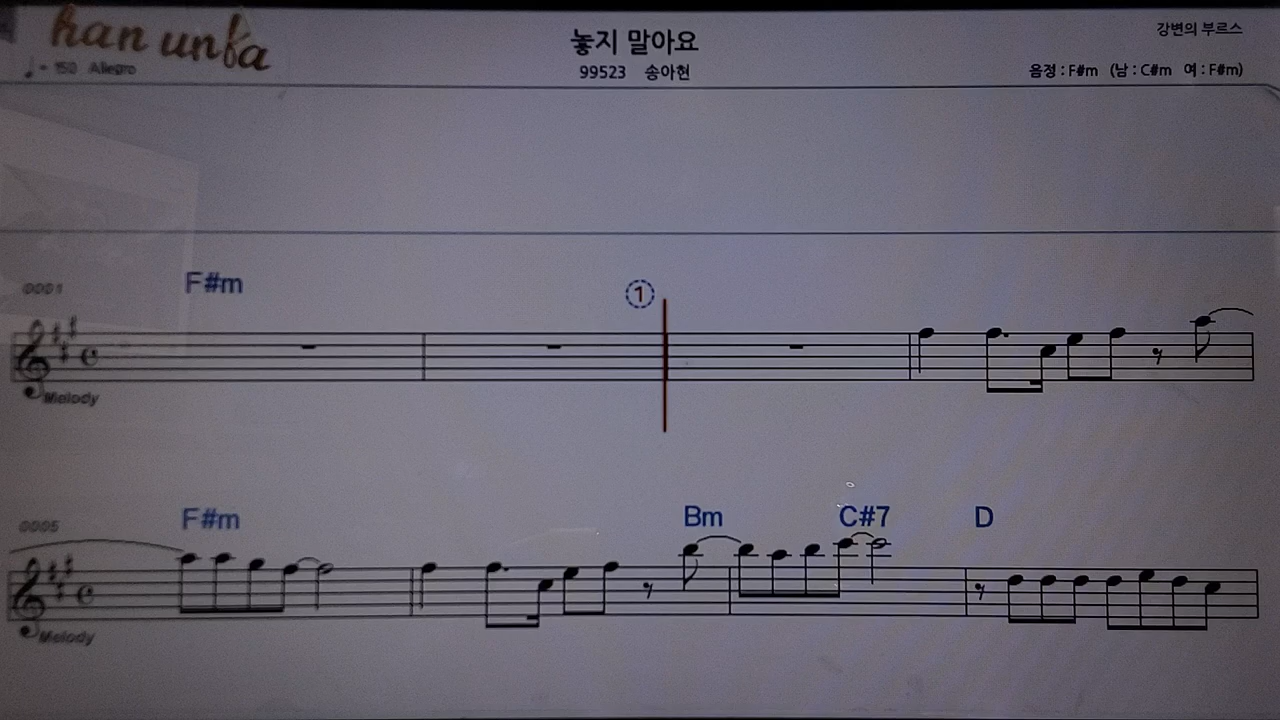 han unfa
놓지 말아요
강변의 부르스
♩= 150 Allegro
99523 송아현
음정 : F#m (남 : C#m 여 : F#m)
0001 F#m ①
Melody
0005 F#m Bm C#7 D
Melody